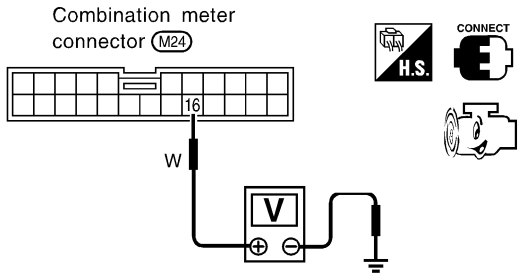 Combination meter
connector M24
CONNECT
H.S.
16
W
V
+ −